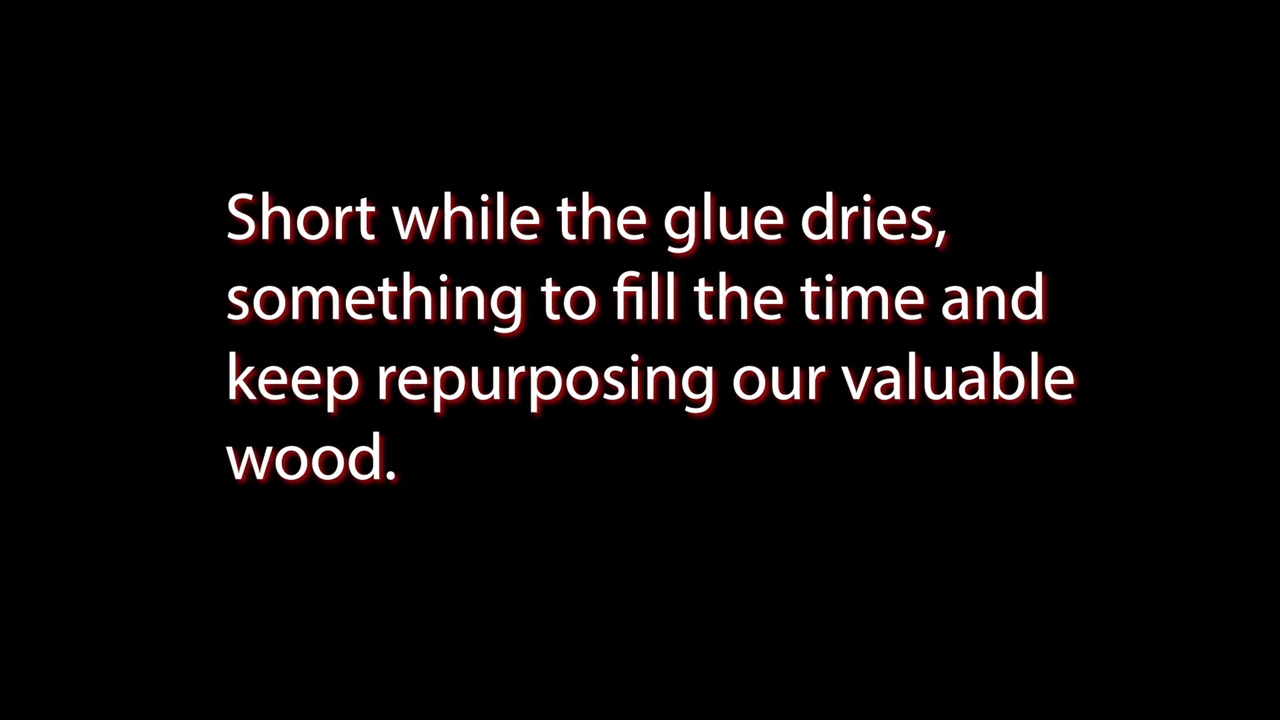 Short while the glue dries,
something to fill the time and
keep repurposing our valuable
wood.